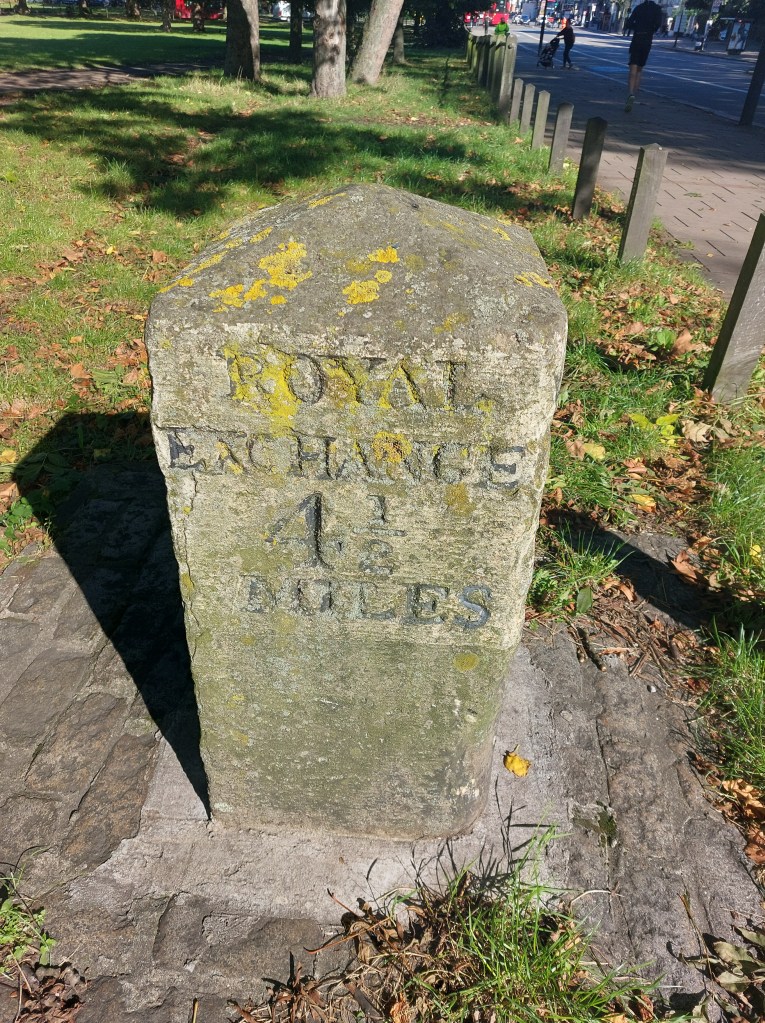 ROYAL
EXCHANGE
4 1/2
MILES